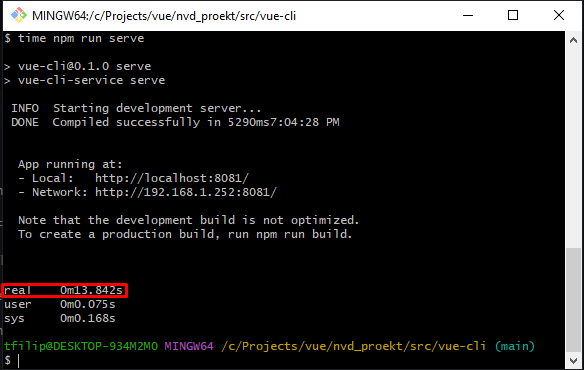 MINGW64:/c/Projects/vue/nvd_proekt/src/vue-cli
$ time npm run serve
> vue-cli@0.1.0 serve
> vue-cli-service serve
INFO  Starting development server...
DONE  Compiled successfully in 5290ms7:04:28 PM
App running at:
- Local:   http://localhost:8081/
- Network: http://192.168.1.252:8081/
Note that the development build is not optimized.
To create a production build, run npm run build.
real    0m13.842s
user    0m0.075s
sys     0m0.168s
tfilip@DESKTOP-934M2M0 MINGW64 /c/Projects/vue/nvd_proekt/src/vue-cli (main)
$